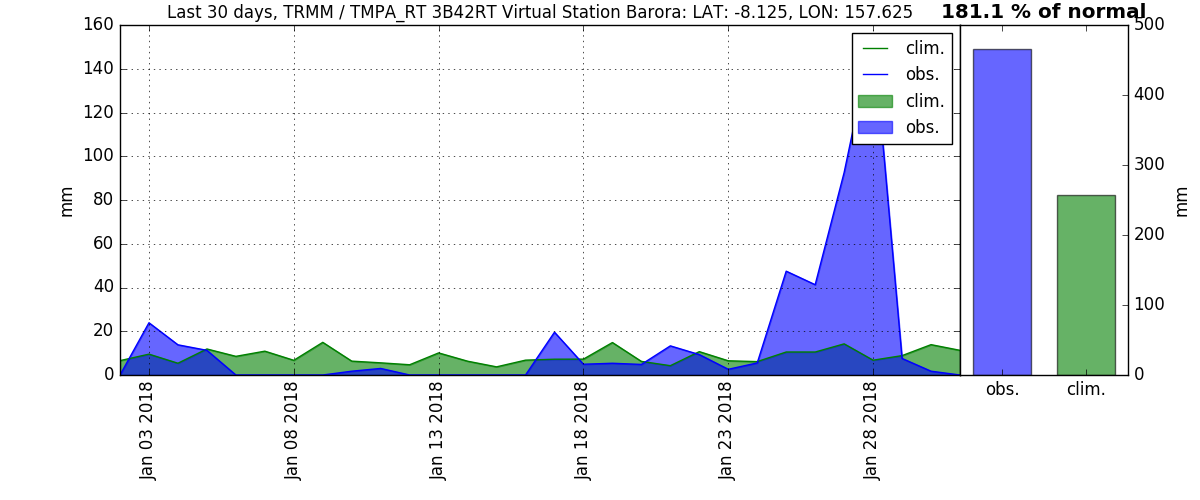 Last 30 days, TRMM / TMPA_RT 3B42RT Virtual Station Barora: LAT: -8.125, LON: 157.625
181.1 % of normal
160
140
120
100
80
60
40
20
0
mm
clim.
obs.
clim.
obs.
500
400
300
200
100
0
mm
Jan 03 2018
Jan 08 2018
Jan 13 2018
Jan 18 2018
Jan 23 2018
Jan 28 2018
obs.
clim.